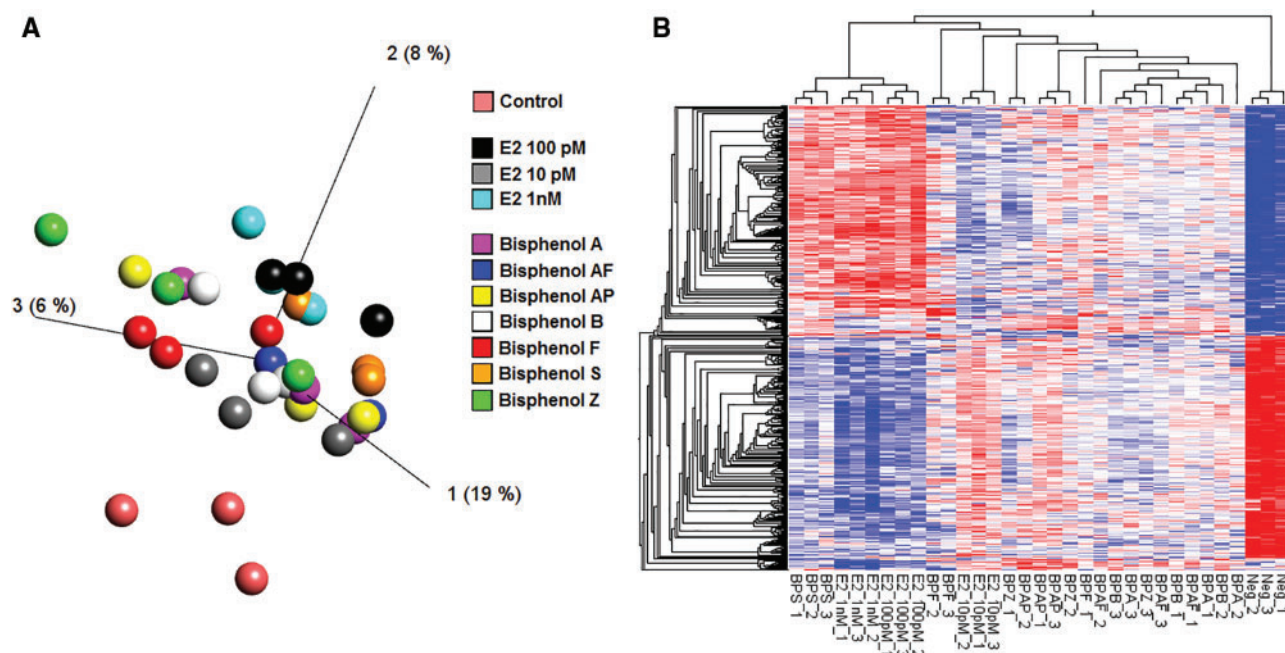 A
2 (8 %)
3 (6 %)
1 (19 %)
Control
E2 100 pM
E2 10 pM
E2 1nM
Bisphenol A
Bisphenol AF
Bisphenol AP
Bisphenol B
Bisphenol F
Bisphenol S
Bisphenol Z
B
BPS_1
BPS_2
BPS_3
E2_1nM_1
E2_1nM_3
E2_1nM_2
E2_100pM_1
E2_100pM_3
E2_100pM_2
BPF_2
BPF_3
E2_10pM_2
E2_10pM_1
E2_10pM_3
BPZ_1
BPAP_2
BPAP_1
BPAP_3
BPZ_2
BPF_1
BPAF_2
BPB_3
BPA_3
BPZ_3
BPAF_3
BPB_1
BPAF_1
BPA_1
BPB_2
BPA_2
Neg_2
Neg_3
Neg_1